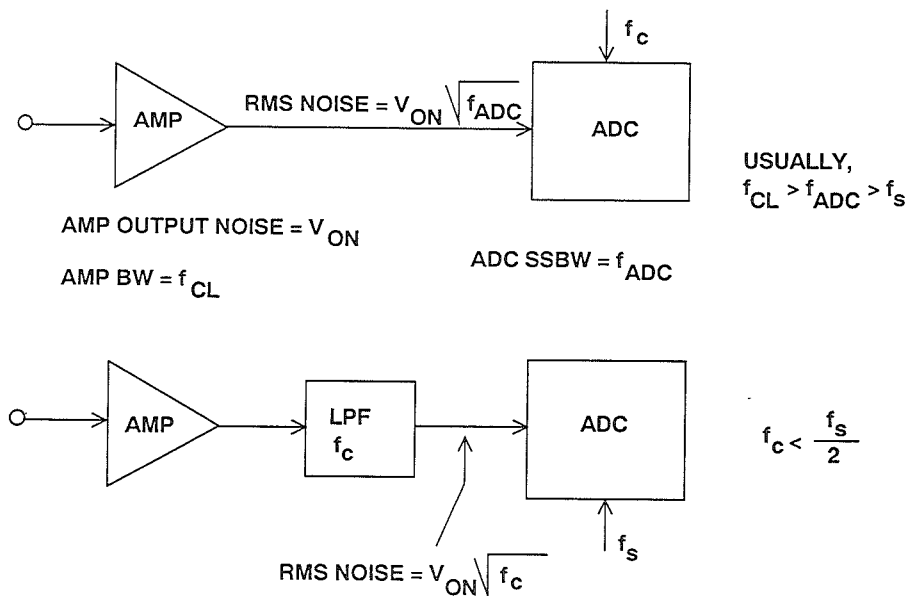 f_c
RMS NOISE = V_ON √f_ADC
AMP
ADC
USUALLY,
f_CL > f_ADC > f_s
AMP OUTPUT NOISE = V_ON
ADC SSBW = f_ADC
AMP BW = f_CL
AMP
LPF
f_c
ADC
f_c < f_s / 2
f_s
RMS NOISE = V_ON √f_c